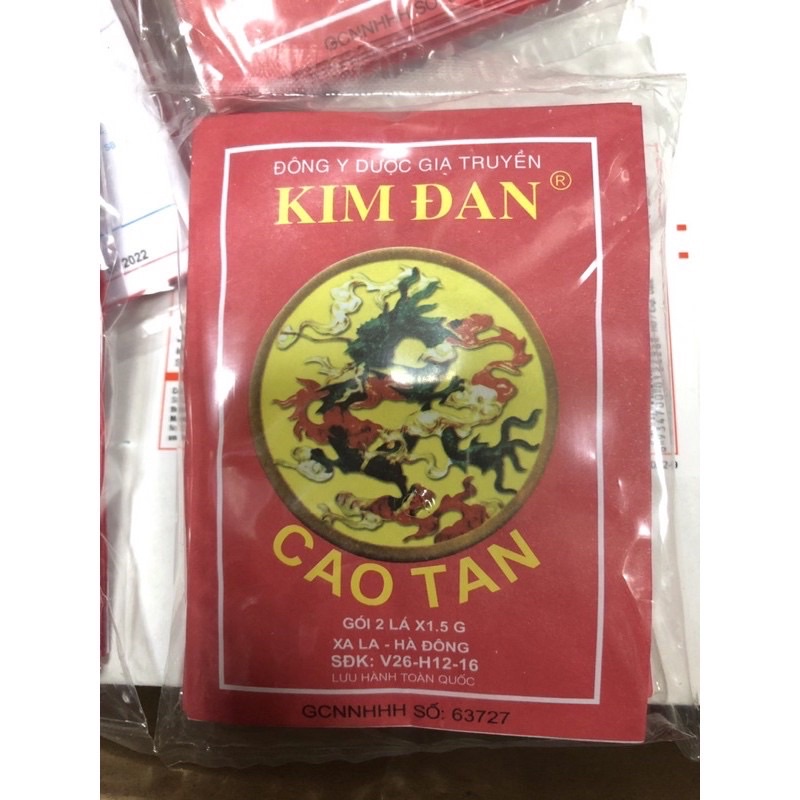 GCNNHHH SỐ
2022
ĐÔNG Y DƯỢC GIA TRUYỀN
KIM ĐAN ®
CAO TAN
GÓI 2 LÁ X1.5 G
XA LA - HÀ ĐÔNG
SĐK: V26-H12-16
LƯU HÀNH TOÀN QUỐC
GCNNHHH SỐ: 63727